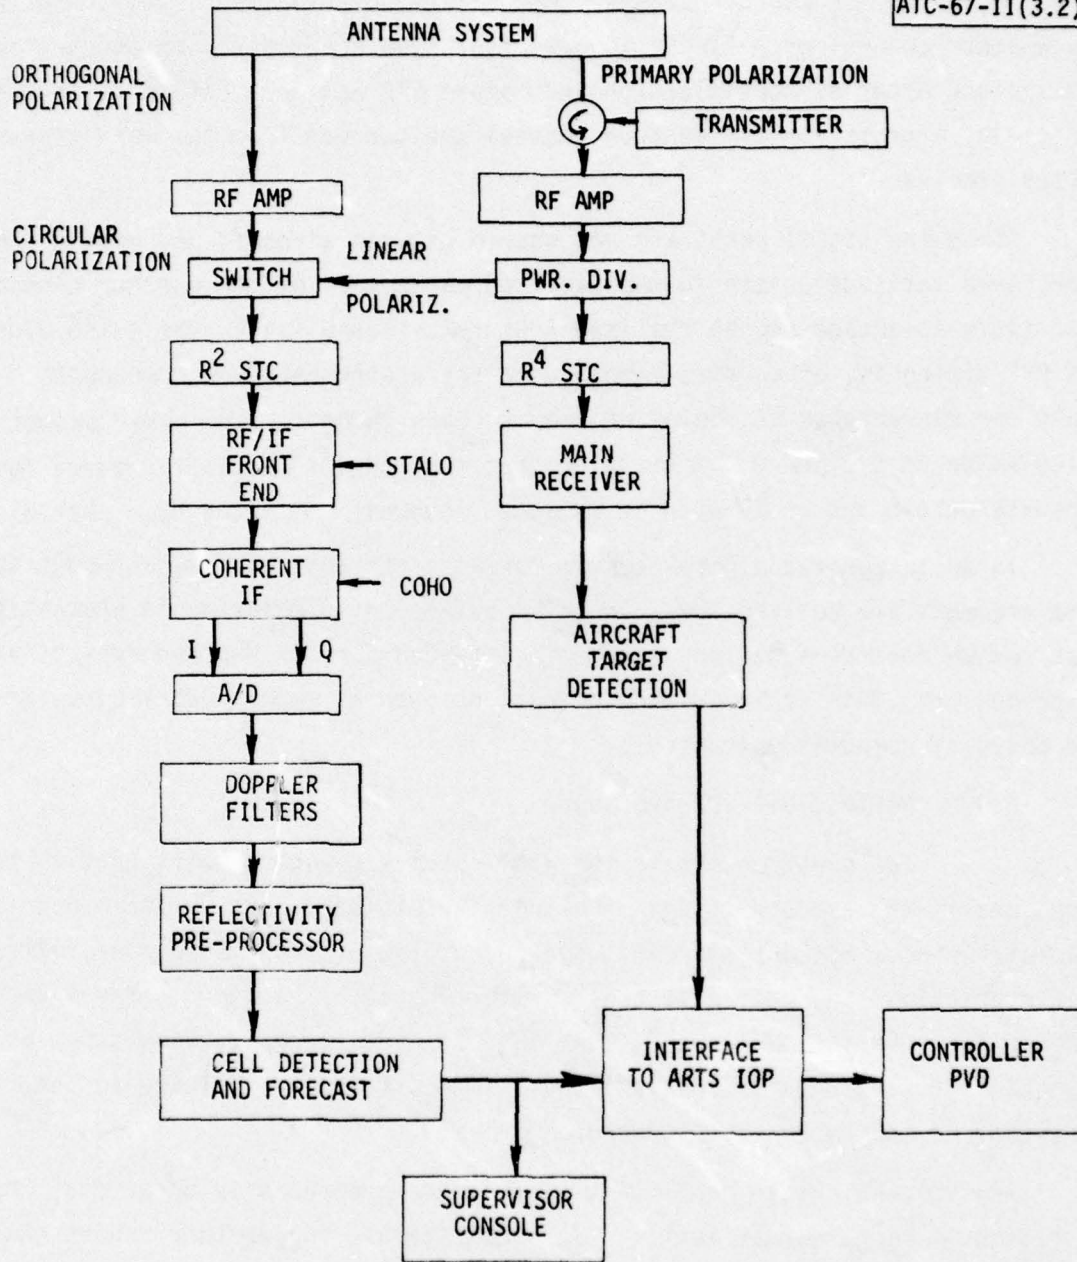 ATC-67-II(3.2)
ANTENNA SYSTEM
ORTHOGONAL
POLARIZATION
PRIMARY POLARIZATION
TRANSMITTER
RF AMP
RF AMP
CIRCULAR
POLARIZATION
SWITCH
LINEAR
POLARIZ.
PWR. DIV.
R² STC
R⁴ STC
RF/IF
FRONT
END
STALO
MAIN
RECEIVER
COHERENT
IF
COHO
I
Q
A/D
AIRCRAFT
TARGET
DETECTION
DOPPLER
FILTERS
REFLECTIVITY
PRE-PROCESSOR
CELL DETECTION
AND FORECAST
INTERFACE
TO ARTS IOP
CONTROLLER
PVD
SUPERVISOR
CONSOLE